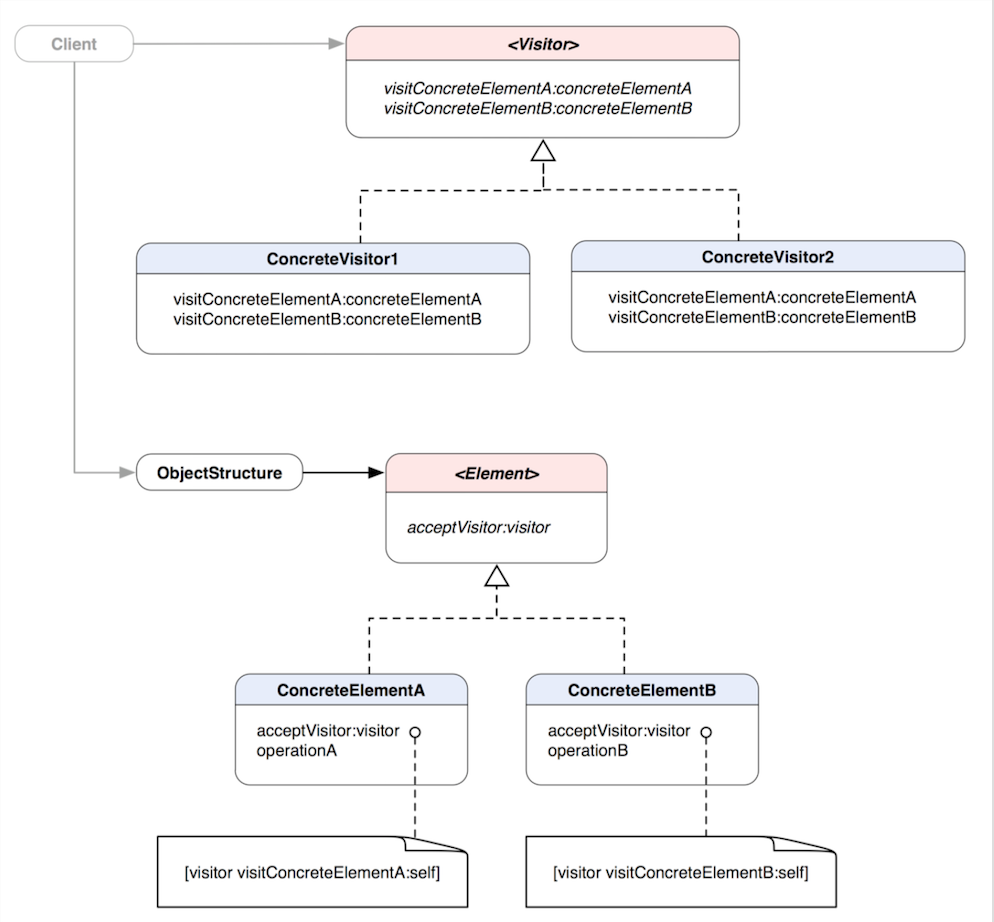 Client
<Visitor>
visitConcreteElementA:concreteElementA
visitConcreteElementB:concreteElementB
ConcreteVisitor1
visitConcreteElementA:concreteElementA
visitConcreteElementB:concreteElementB
ConcreteVisitor2
visitConcreteElementA:concreteElementA
visitConcreteElementB:concreteElementB
ObjectStructure
<Element>
acceptVisitor:visitor
ConcreteElementA
acceptVisitor:visitor
operationA
ConcreteElementB
acceptVisitor:visitor
operationB
[visitor visitConcreteElementA:self]
[visitor visitConcreteElementB:self]